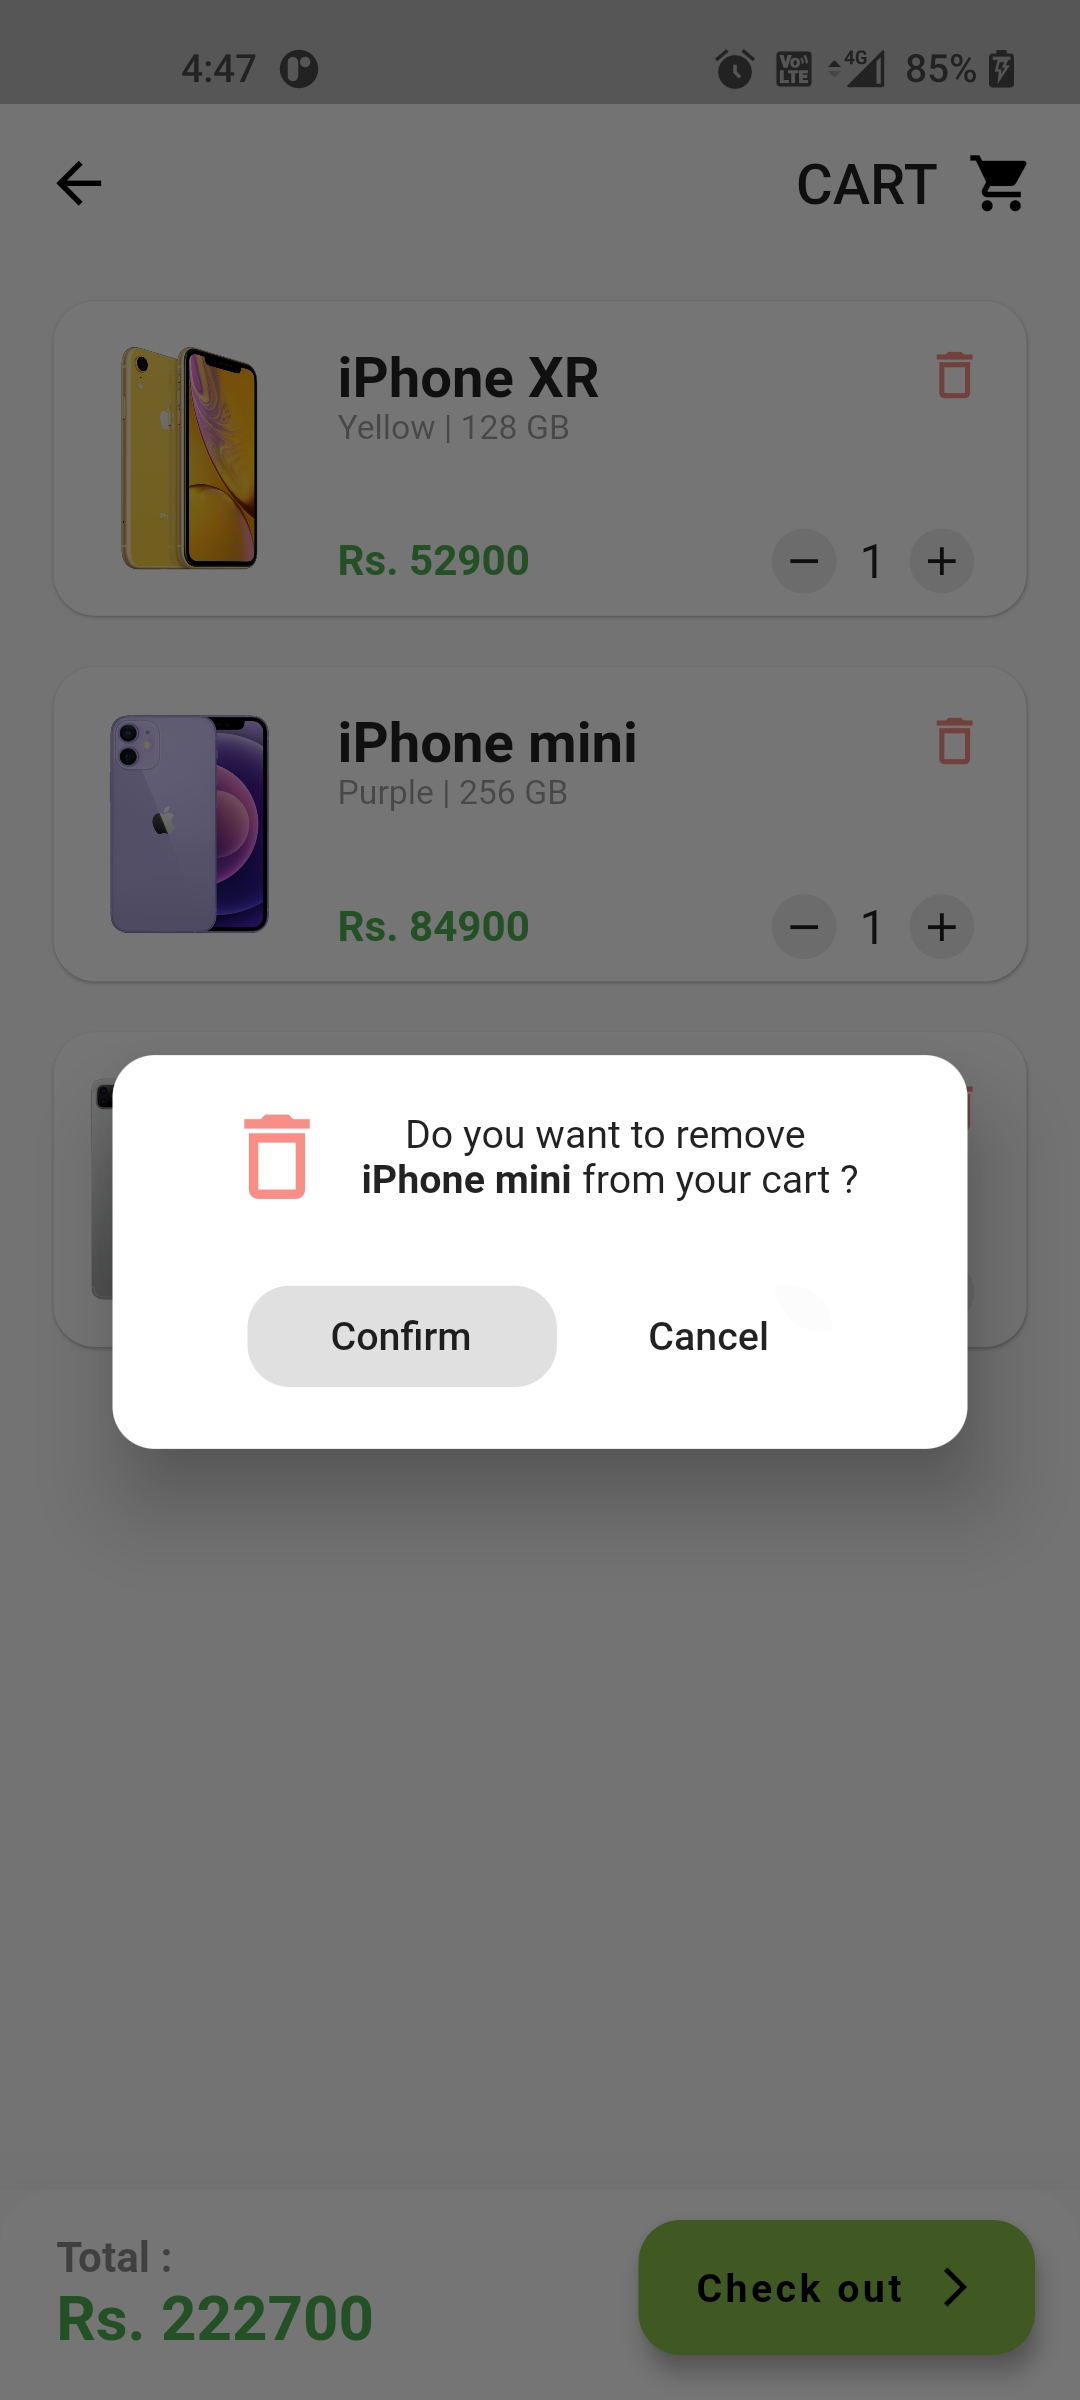 4:47
Vo LTE 4G 85%
CART
iPhone XR
Yellow | 128 GB
Rs. 52900
1
iPhone mini
Purple | 256 GB
Rs. 84900
1
Do you want to remove
iPhone mini from your cart ?
Confirm Cancel
Total :
Rs. 222700
Check out